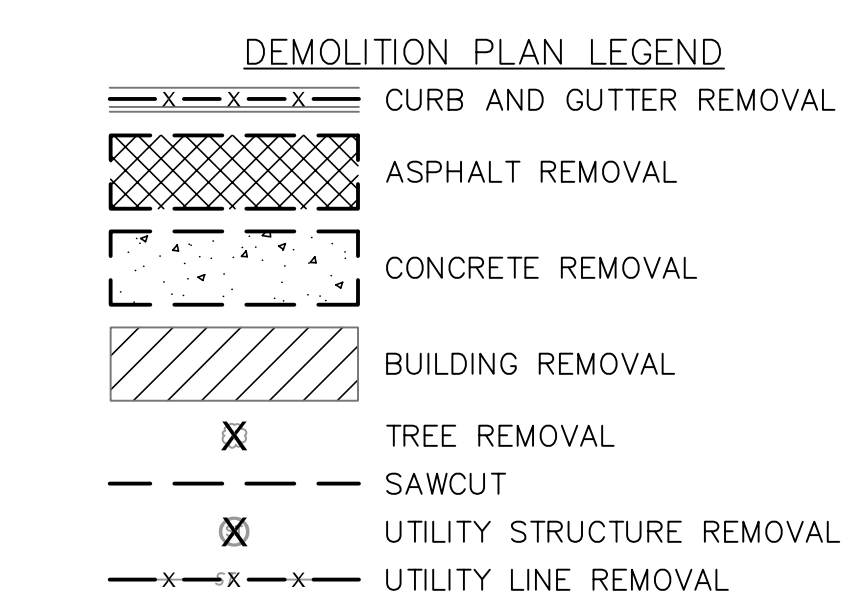 DEMOLITION PLAN LEGEND
X X X CURB AND GUTTER REMOVAL
ASPHALT REMOVAL
CONCRETE REMOVAL
BUILDING REMOVAL
X TREE REMOVAL
SAWCUT
X UTILITY STRUCTURE REMOVAL
X X X UTILITY LINE REMOVAL